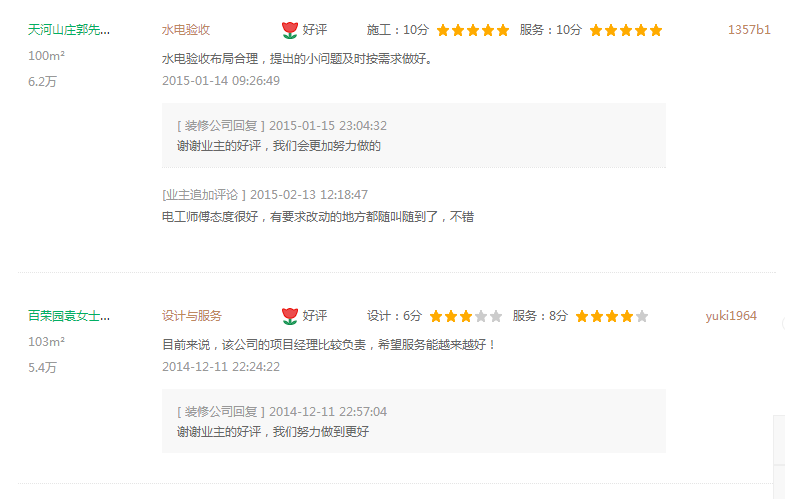 天河山庄郭先... 水电验收 好评 施工：10分 服务：10分 1357b1
100m² 水电验收布局合理，提出的小问题及时按需求做好。
6.2万 2015-01-14 09:26:49
[ 装修公司回复 ] 2015-01-15 23:04:32
谢谢业主的好评，我们会更加努力做的
[业主追加评论 ] 2015-02-13 12:18:47
电工师傅态度很好，有要求改动的地方都随叫随到了，不错
百荣园袁女士... 设计与服务 好评 设计：6分 服务：8分 yuki1964
103m² 目前来说，该公司的项目经理比较负责，希望服务能越来越好！
5.4万 2014-12-11 22:24:22
[ 装修公司回复 ] 2014-12-11 22:57:04
谢谢业主的好评，我们努力做到更好